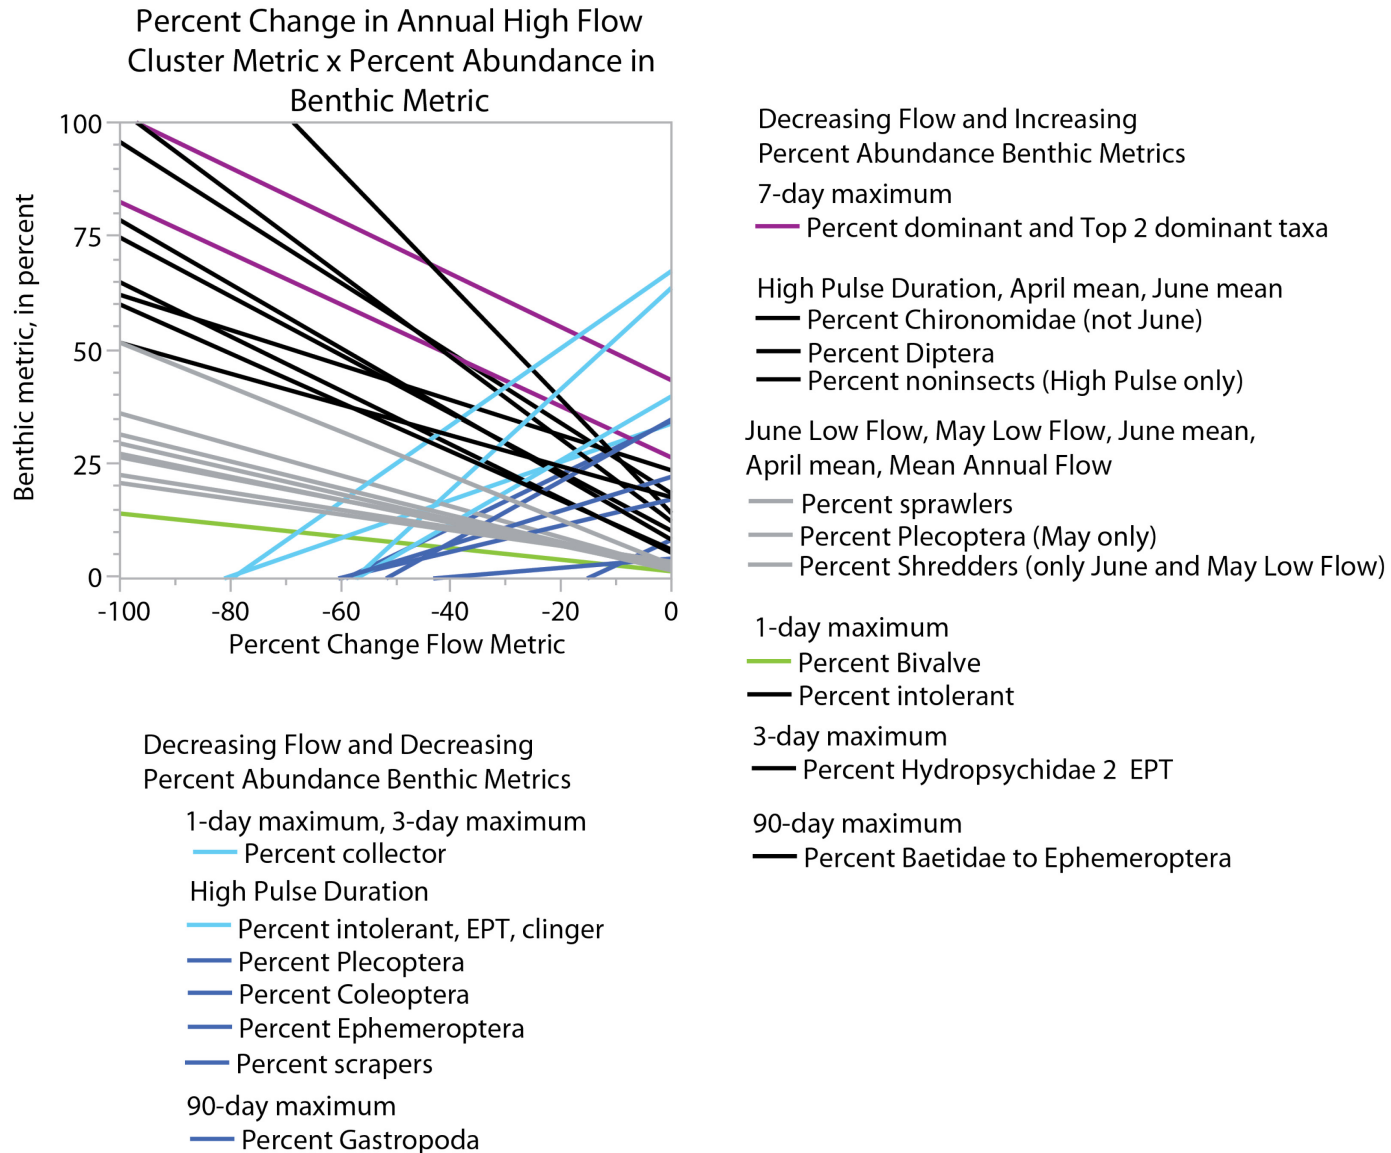 Percent Change in Annual High Flow
Cluster Metric x Percent Abundance in
Benthic Metric
100
75
50
25
0
Benthic metric, in percent
-100
-80
-60
-40
-20
0
Percent Change Flow Metric
Decreasing Flow and Increasing
Percent Abundance Benthic Metrics
7-day maximum
Percent dominant and Top 2 dominant taxa
High Pulse Duration, April mean, June mean
Percent Chironomidae (not June)
Percent Diptera
Percent noninsects (High Pulse only)
June Low Flow, May Low Flow, June mean,
April mean, Mean Annual Flow
Percent sprawlers
Percent Plecoptera (May only)
Percent Shredders (only June and May Low Flow)
1-day maximum
Percent Bivalve
Percent intolerant
3-day maximum
Percent Hydropsychidae 2 EPT
90-day maximum
Percent Baetidae to Ephemeroptera
Decreasing Flow and Decreasing
Percent Abundance Benthic Metrics
1-day maximum, 3-day maximum
Percent collector
High Pulse Duration
Percent intolerant, EPT, clinger
Percent Plecoptera
Percent Coleoptera
Percent Ephemeroptera
Percent scrapers
90-day maximum
Percent Gastropoda